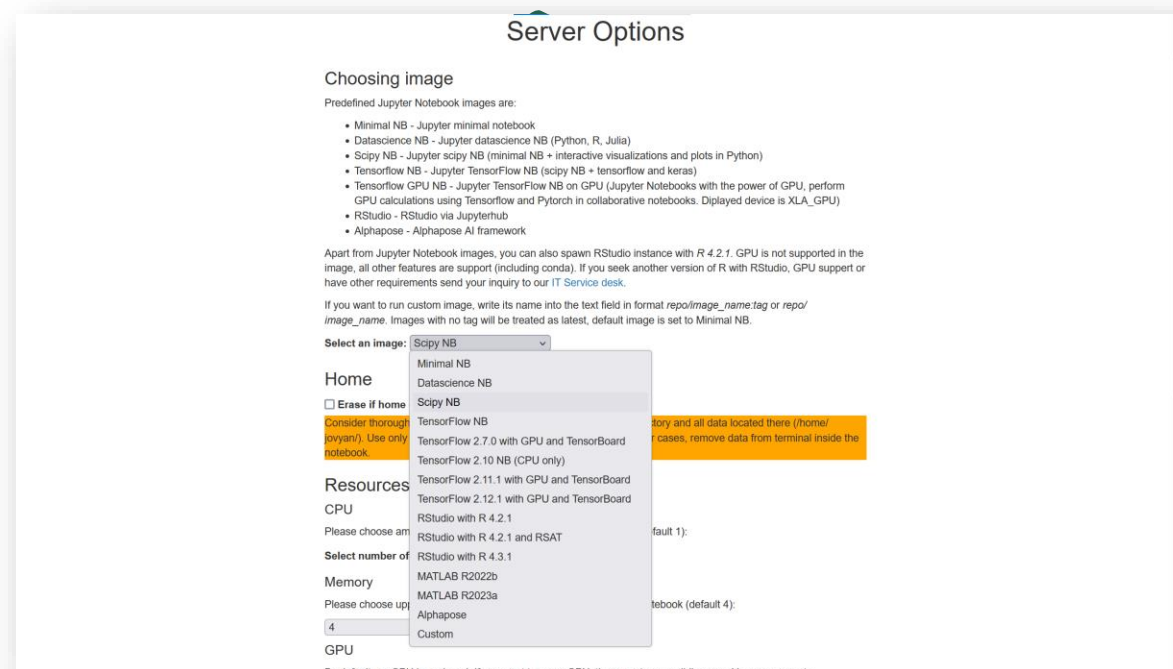 Server Options
Choosing image
Predefined Jupyter Notebook images are:
• Minimal NB - Jupyter minimal notebook
• Datascience NB - Jupyter datascience NB (Python, R, Julia)
• Scipy NB - Jupyter scipy NB (minimal NB + interactive visualizations and plots in Python)
• Tensorflow NB - Jupyter TensorFlow NB (scipy NB + tensorflow and keras)
• Tensorflow GPU NB - Jupyter TensorFlow NB on GPU (Jupyter Notebooks with the power of GPU, perform
GPU calculations using Tensorflow and Pytorch in collaborative notebooks. Diplayed device is XLA_GPU)
• RStudio - RStudio via Jupyterhub
• Alphapose - Alphapose AI framework
Apart from Jupyter Notebook images, you can also spawn RStudio instance with R 4.2.1. GPU is not supported in the
image, all other features are support (including conda). If you seek another version of R with RStudio, GPU suppert or
have other requirements send your inquiry to our IT Service desk.
If you want to run custom image, write its name into the text field in format repo/image_name:tag or repo/
image_name. Images with no tag will be treated as latest, default image is set to Minimal NB.
Select an image: Scipy NB
Minimal NB
Datascience NB
Scipy NB
TensorFlow NB
TensorFlow 2.7.0 with GPU and TensorBoard
TensorFlow 2.10 NB (CPU only)
TensorFlow 2.11.1 with GPU and TensorBoard
TensorFlow 2.12.1 with GPU and TensorBoard
RStudio with R 4.2.1
RStudio with R 4.2.1 and RSAT
RStudio with R 4.3.1
MATLAB R2022b
MATLAB R2023a
Alphapose
Custom
Home
Erase if home
Consider thorough tory and all data located there (/home/
jovyan/). Use only r cases, remove data from terminal inside the
notebook.
Resources
CPU
Please choose am fault 1):
Select number of
Memory
Please choose upp tebook (default 4):
4
GPU